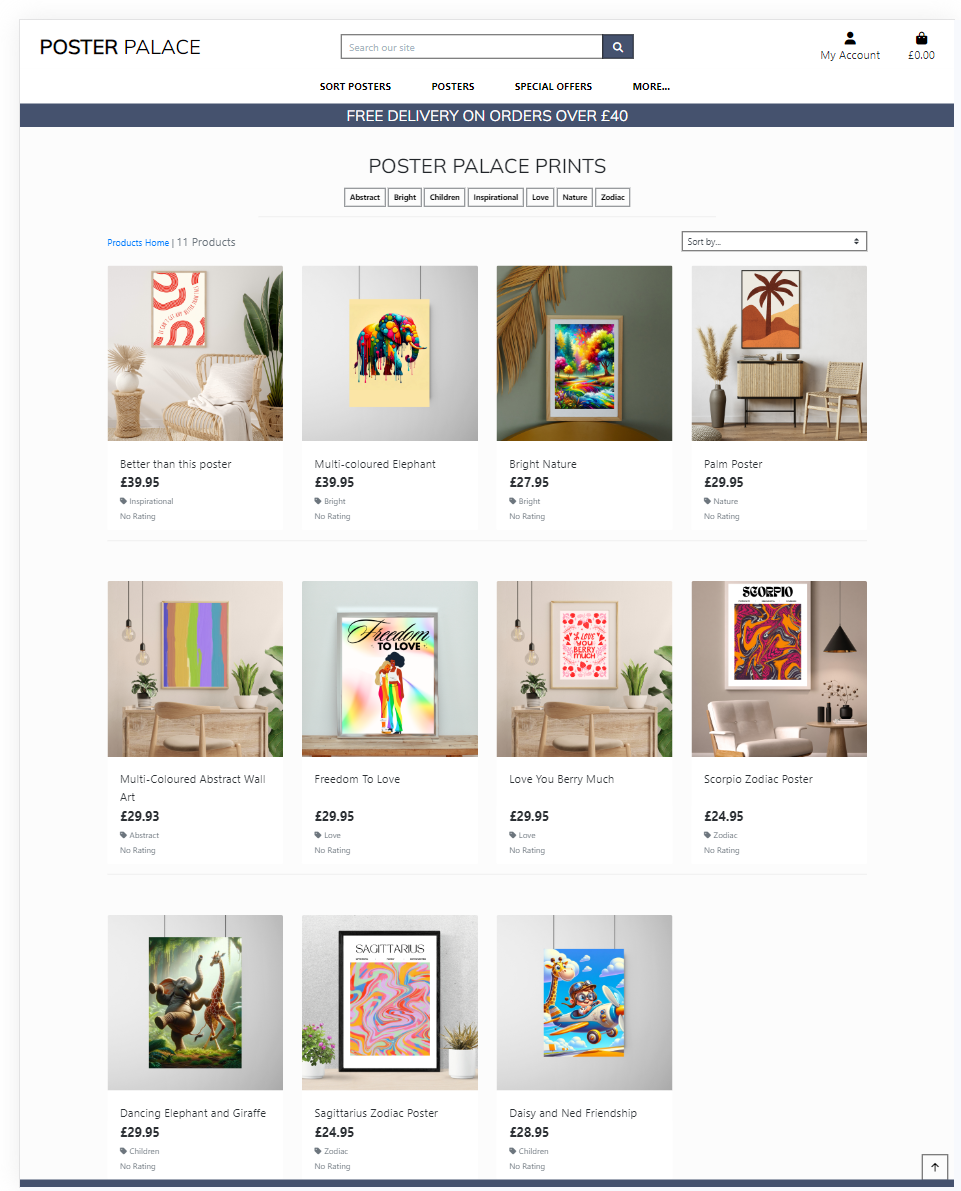 POSTER PALACE
Search our site
My Account
£0.00
SORT POSTERS
POSTERS
SPECIAL OFFERS
MORE...
FREE DELIVERY ON ORDERS OVER £40
POSTER PALACE PRINTS
Abstract
Bright
Children
Inspirational
Love
Nature
Zodiac
Products Home | 11 Products
Sort by...
Better than this poster
£39.95
Inspirational
No Rating
Multi-coloured Elephant
£39.95
Bright
No Rating
Bright Nature
£27.95
Bright
No Rating
Palm Poster
£29.95
Nature
No Rating
Freedom
TO LOVE
I LOVE
YOU
BERRY
MUCH
SCORPIO
Multi-Coloured Abstract Wall
Art
£29.93
Abstract
No Rating
Freedom To Love
£29.95
Love
No Rating
Love You Berry Much
£29.95
Love
No Rating
Scorpio Zodiac Poster
£24.95
Zodiac
No Rating
SAGITTARIUS
Dancing Elephant and Giraffe
£29.95
Children
No Rating
Sagittarius Zodiac Poster
£24.95
Zodiac
No Rating
Daisy and Ned Friendship
£28.95
Children
No Rating